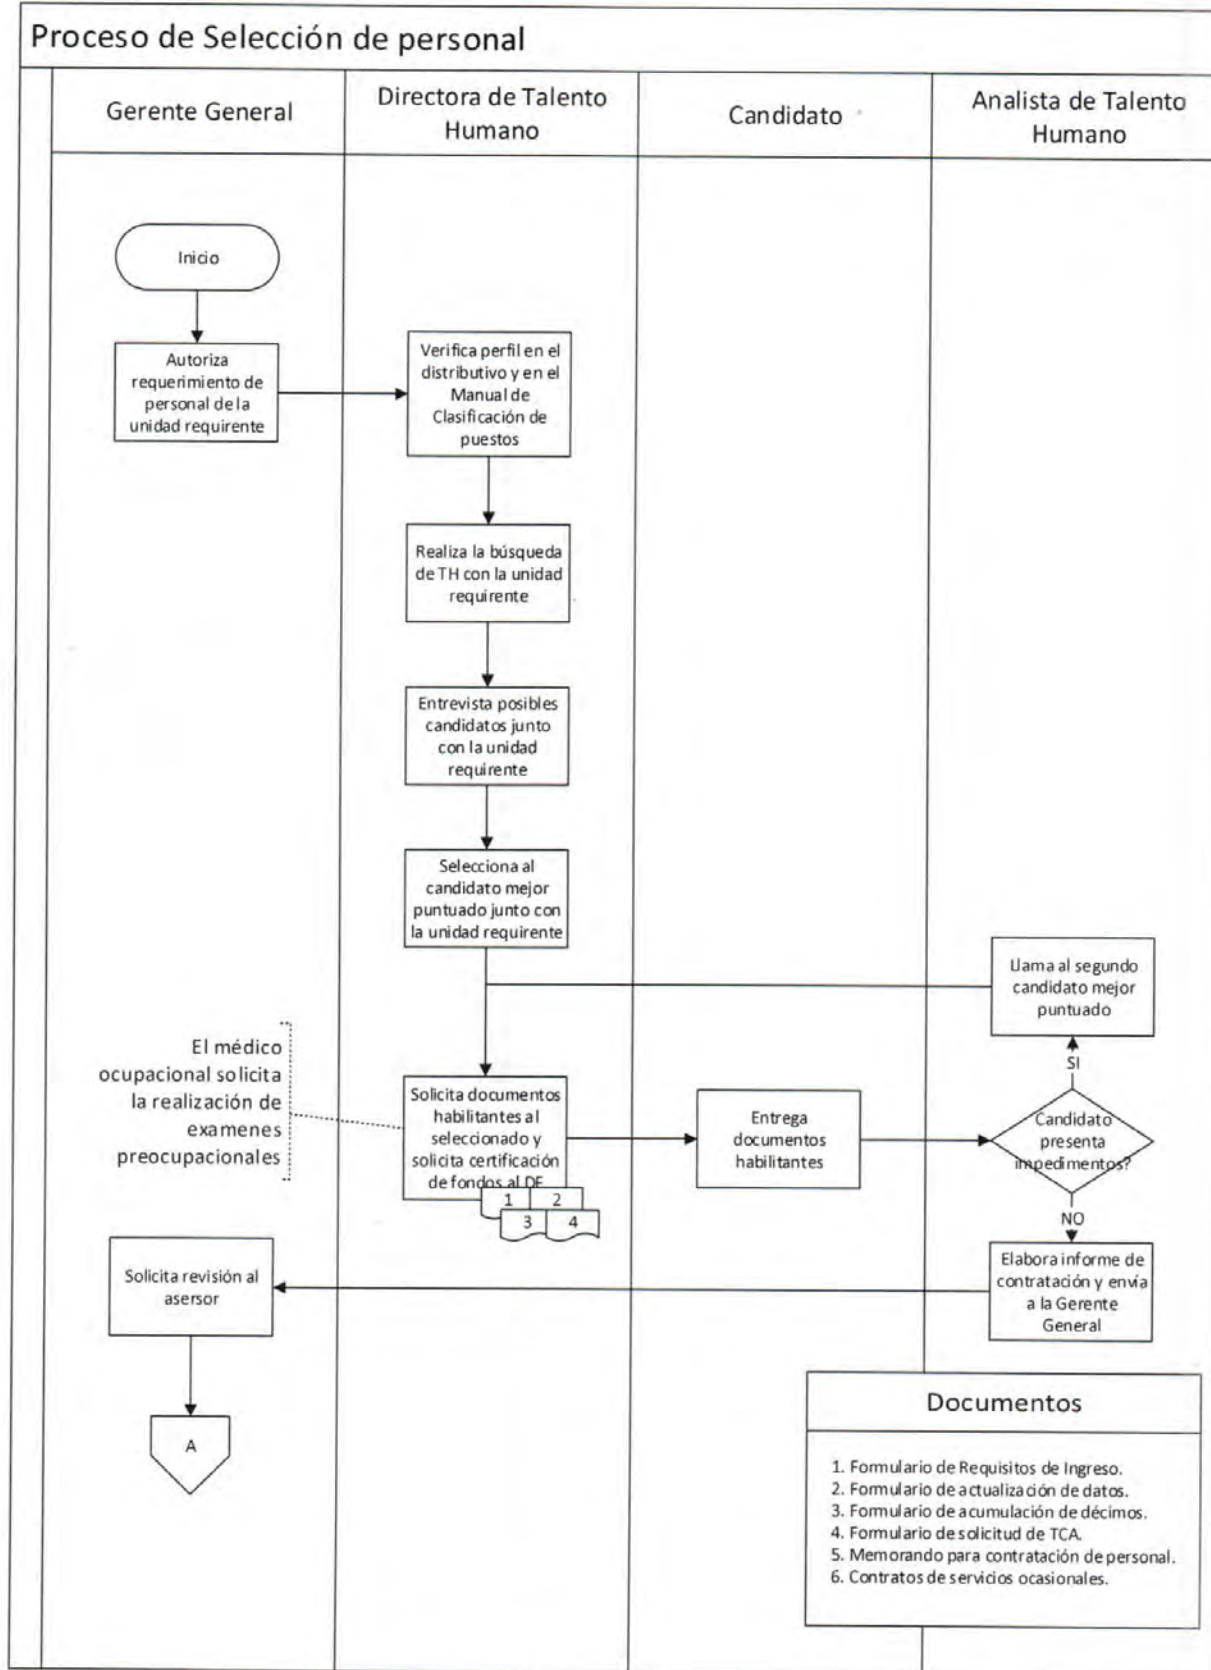 Proceso de Selección de personal
Gerente General
Directora de Talento
Humano
Candidato
Analista de Talento
Humano
Inicio
Autoriza
requerimiento de
personal de la
unidad requirente
Verifica perfil en el
distributivo y en el
Manual de
Clasificación de
puestos
Realiza la búsqueda
de TH con la unidad
requirente
Entrevista posibles
candidatos junto
con la unidad
requirente
Selecciona al
candidato mejor
puntuado junto con
la unidad requirente
Llama al segundo
candidato mejor
puntuado
El médico
ocupacional solicita
la realización de
examenes
preocupacionales
Solicita documentos
habilitantes al
seleccionado y
solicita certificación
de fondos al DF
1
2
3
4
Entrega
documentos
habilitantes
SI
Candidato
presenta
impedimentos?
NO
Solicita revisión al
asersor
Elabora informe de
contratación y envía
a la Gerente
General
A
Documentos
1. Formulario de Requisitos de Ingreso.
2. Formulario de actualización de datos.
3. Formulario de acumulación de décimos.
4. Formulario de solicitud de TCA.
5. Memorando para contratación de personal.
6. Contratos de servicios ocasionales.